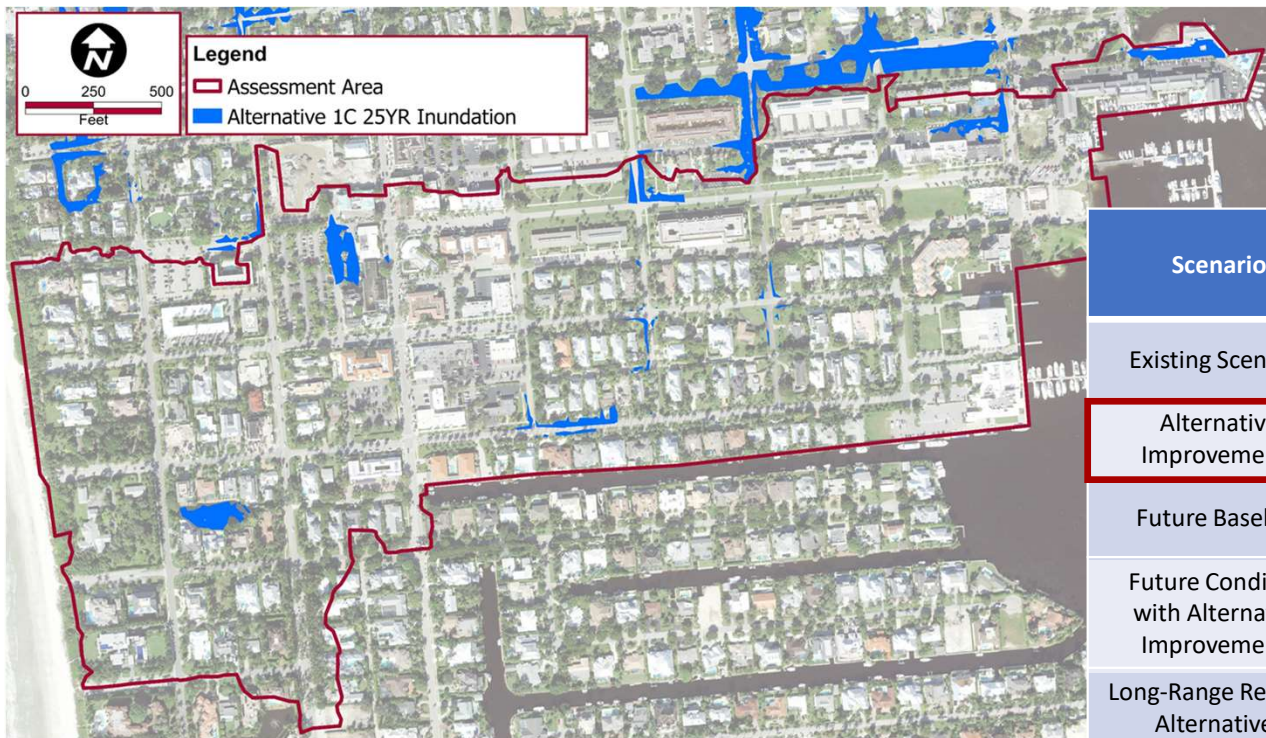 N
0 250 500
Feet
Legend
Assessment Area
Alternative 1C 25YR Inundation
Scenario
Existing Scen
Alternativ
Improveme
Future Basel
Future Condi
with Alterna
Improveme
Long-Range Re
Alternative